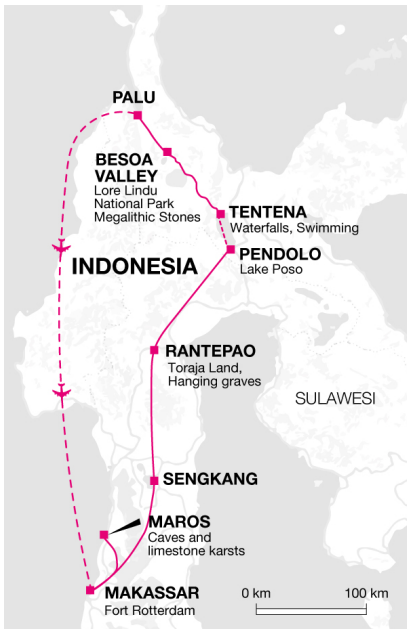 PALU
BESOA
VALLEY
Lore Lindu
National Park
Megalithic Stones
TENTENA
Waterfalls, Swimming
PENDOLO
Lake Poso
INDONESIA
RANTEPAO
Toraja Land,
Hanging graves
SULAWESI
SENGKANG
MAROS
Caves and
limestone karsts
MAKASSAR
Fort Rotterdam
0 km 100 km